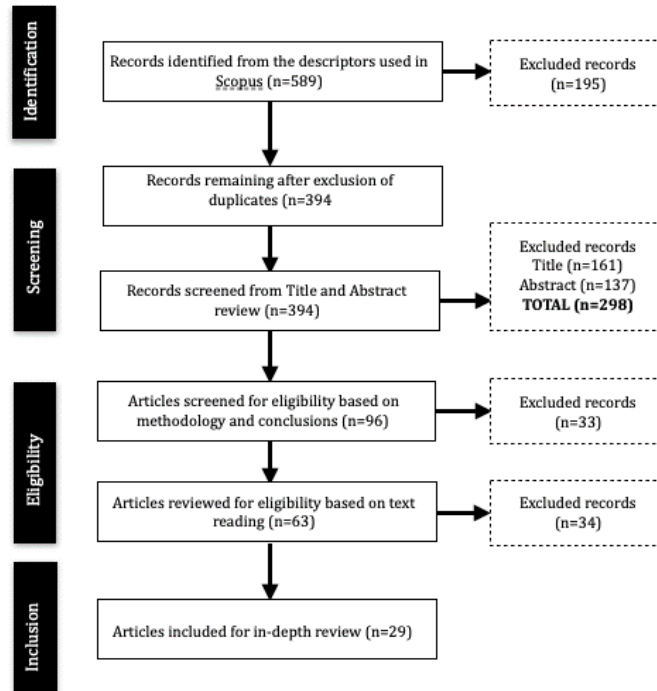 Identification
Records identified from the descriptors used in
Scopus (n=589)
Excluded records
(n=195)
Screening
Records remaining after exclusion of
duplicates (n=394
Records screened from Title and Abstract
review (n=394)
Excluded records
Title (n=161)
Abstract (n=137)
TOTAL (n=298)
Eligibility
Articles screened for eligibility based on
methodology and conclusions (n=96)
Excluded records
(n=33)
Articles reviewed for eligibility based on text
reading (n=63)
Excluded records
(n=34)
Inclusion
Articles included for in-depth review (n=29)